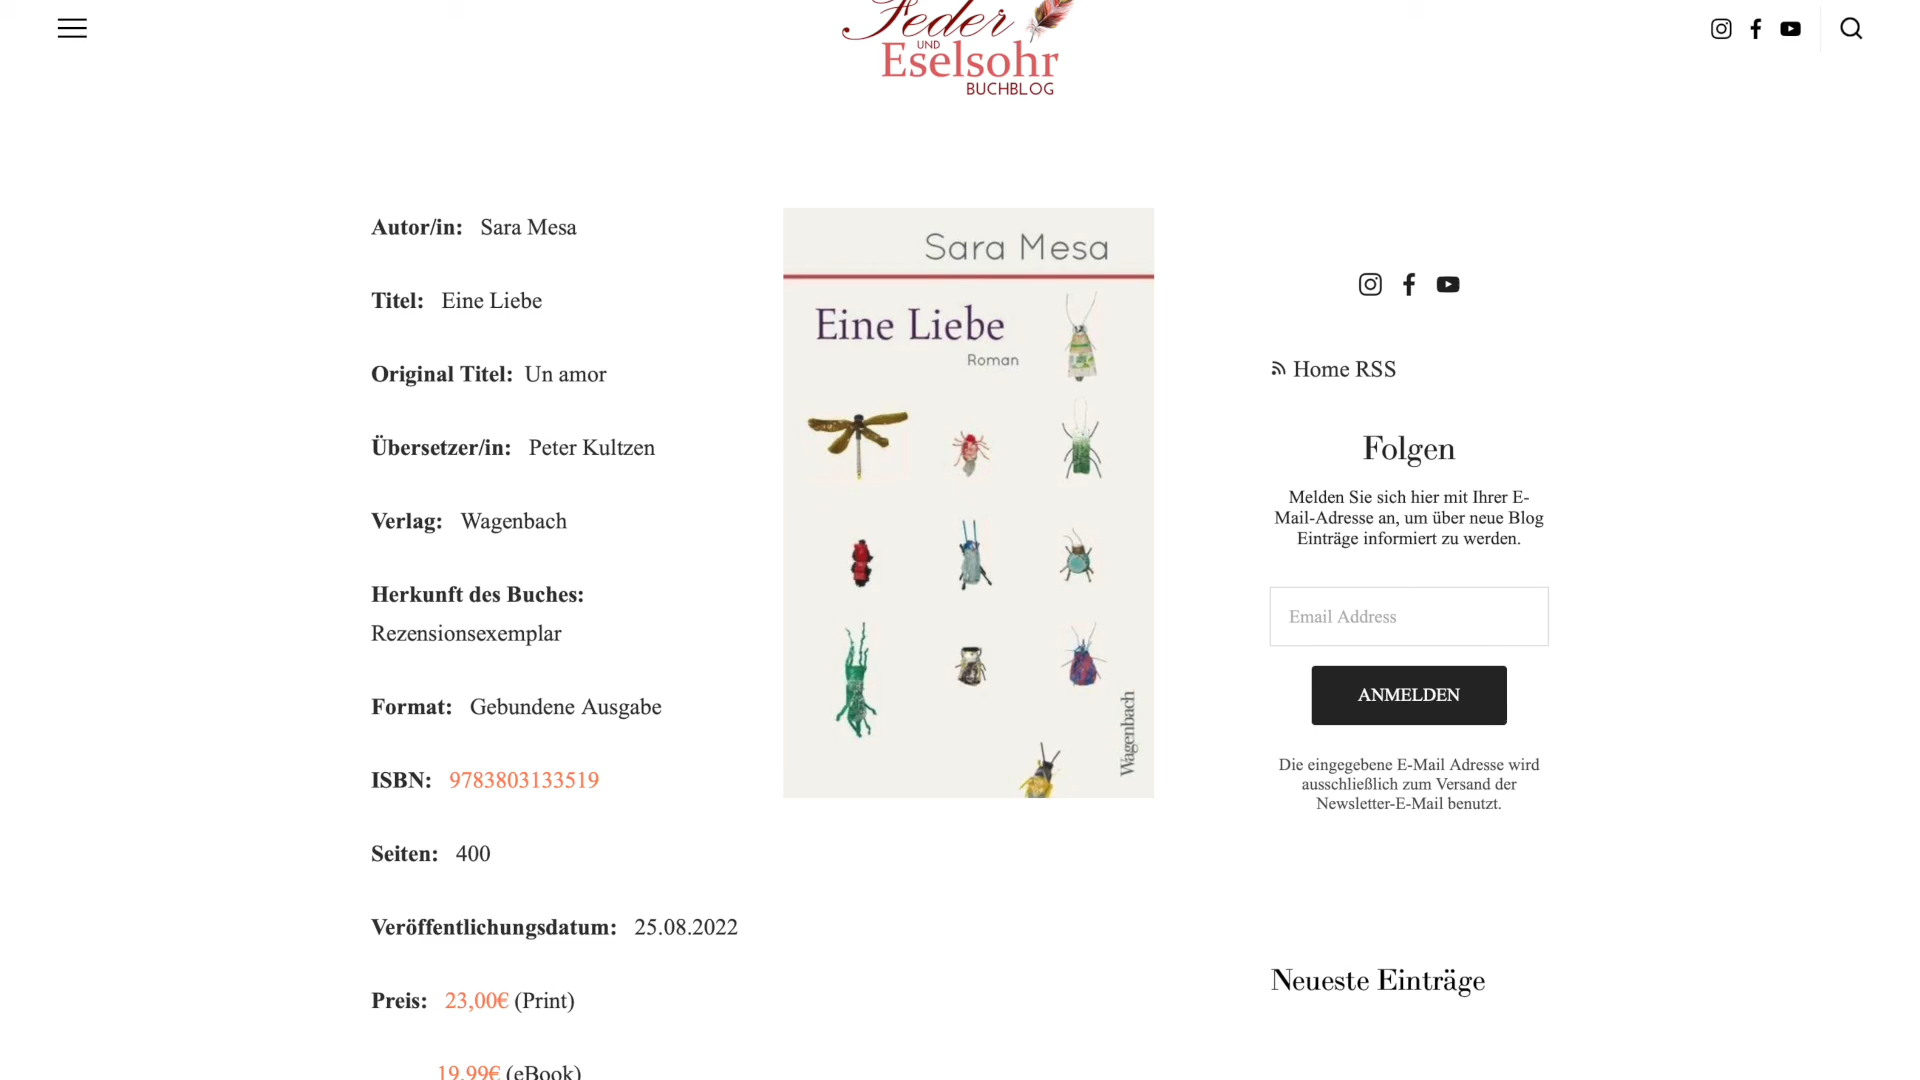 Feder
UND
Eselsohr
BUCHBLOG
Autor/in: Sara Mesa
Titel: Eine Liebe
Original Titel: Un amor
Übersetzer/in: Peter Kultzen
Verlag: Wagenbach
Herkunft des Buches:
Rezensionsexemplar
Format: Gebundene Ausgabe
ISBN: 9783803133519
Seiten: 400
Veröffentlichungsdatum: 25.08.2022
Preis: 23,00€ (Print)
19,99€ (eBook)
Sara Mesa
Eine Liebe
Roman
Wagenbach
Home RSS
Folgen
Melden Sie sich hier mit Ihrer E-
Mail-Adresse an, um über neue Blog
Einträge informiert zu werden.
Email Address
ANMELDEN
Die eingegebene E-Mail Adresse wird
ausschließlich zum Versand der
Newsletter-E-Mail benutzt.
Neueste Einträge